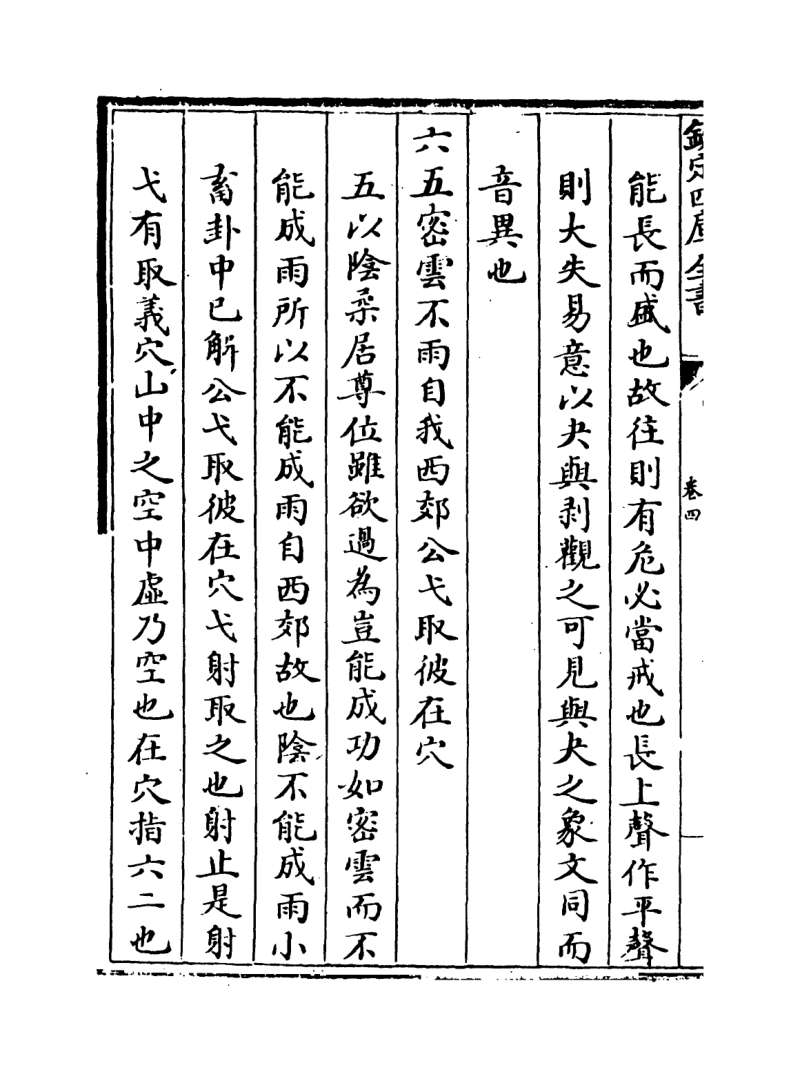 欽定四庫全書
卷四
能長而盛也故往則有危必當戒也長上聲作平聲
則大失易意以夬與剥觀之可見與夬之象文同而
音異也
六五密雲不雨自我西郊公弋取彼在穴
五以陰柔居尊位雖欲過為豈能成功如密雲而不
能成雨所以不能成雨自西郊故也陰不能成雨小
畜卦中已解公弋取彼在穴弋射取之也射止是射
弋有取義穴山中之空中虛乃空也在穴指六二也